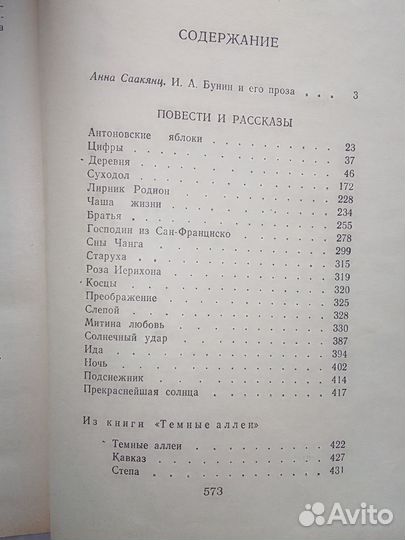 СОДЕРЖАНИЕ
Анна Саакянц. И. А. Бунин и его проза . . . 3
ПОВЕСТИ И РАССКАЗЫ
Антоновские яблоки 23
Цифры 37
Деревня 46
Суходол 172
Лирник Родион 228
Чаша жизни 234
Братья 255
Господин из Сан-Франциско 278
Сны Чанга 299
Старуха 315
Роза Иерихона 319
Косцы 320
Преображение 325
Слепой 328
Митина любовь 330
Солнечный удар 387
Ида 394
Ночь 402
Подснежник 414
Прекраснейшая солнца 417
Из книги «Темные аллеи»
Темные аллеи 422
Кавказ 427
Степа 431
573
Avito